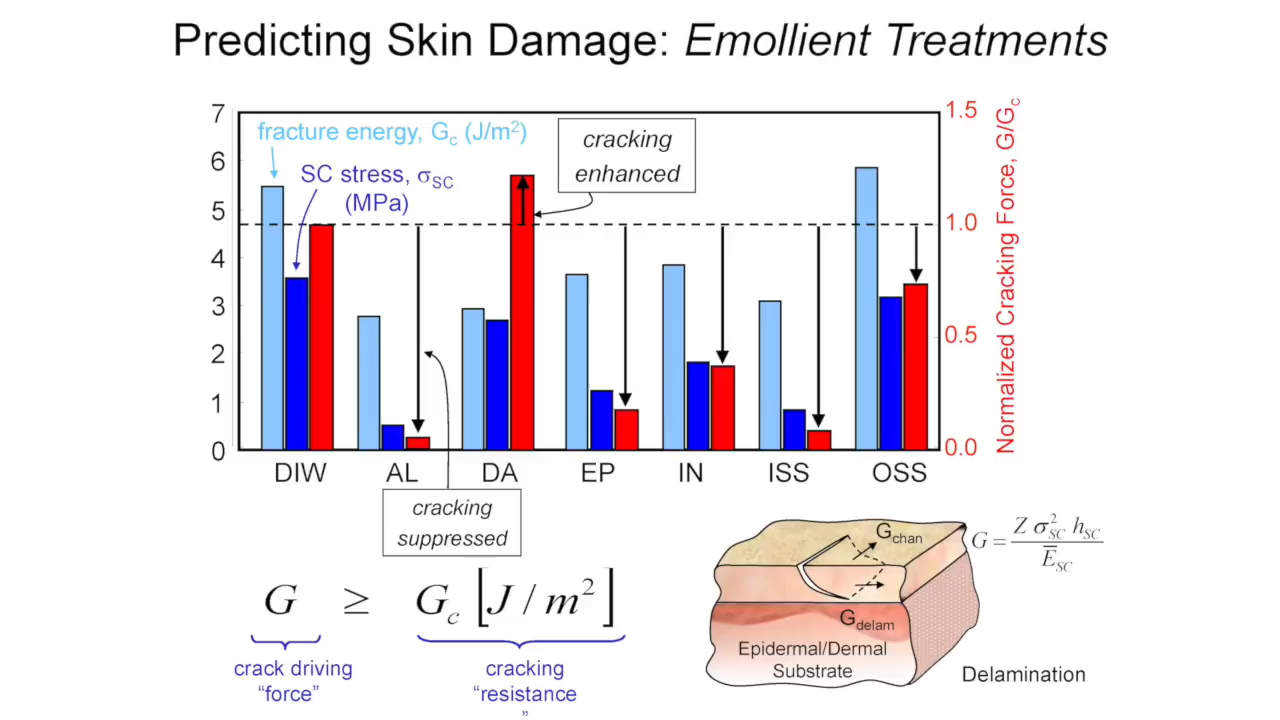 Predicting Skin Damage: Emollient Treatments
7
6
5
4
3
2
1
0
fracture energy, Gc (J/m²)
SC stress, σSC
(MPa)
cracking
enhanced
1.5
1.0
0.5
0.0
Normalized Cracking Force, G/Gc
DIW AL DA EP IN ISS OSS
cracking
suppressed
G ≥ Gc [J / m²]
crack driving
“force”
cracking
“resistance
”
Gchan
G = Z σ²SC hSC / ĒSC
Gdelam
Epidermal/Dermal
Substrate
Delamination